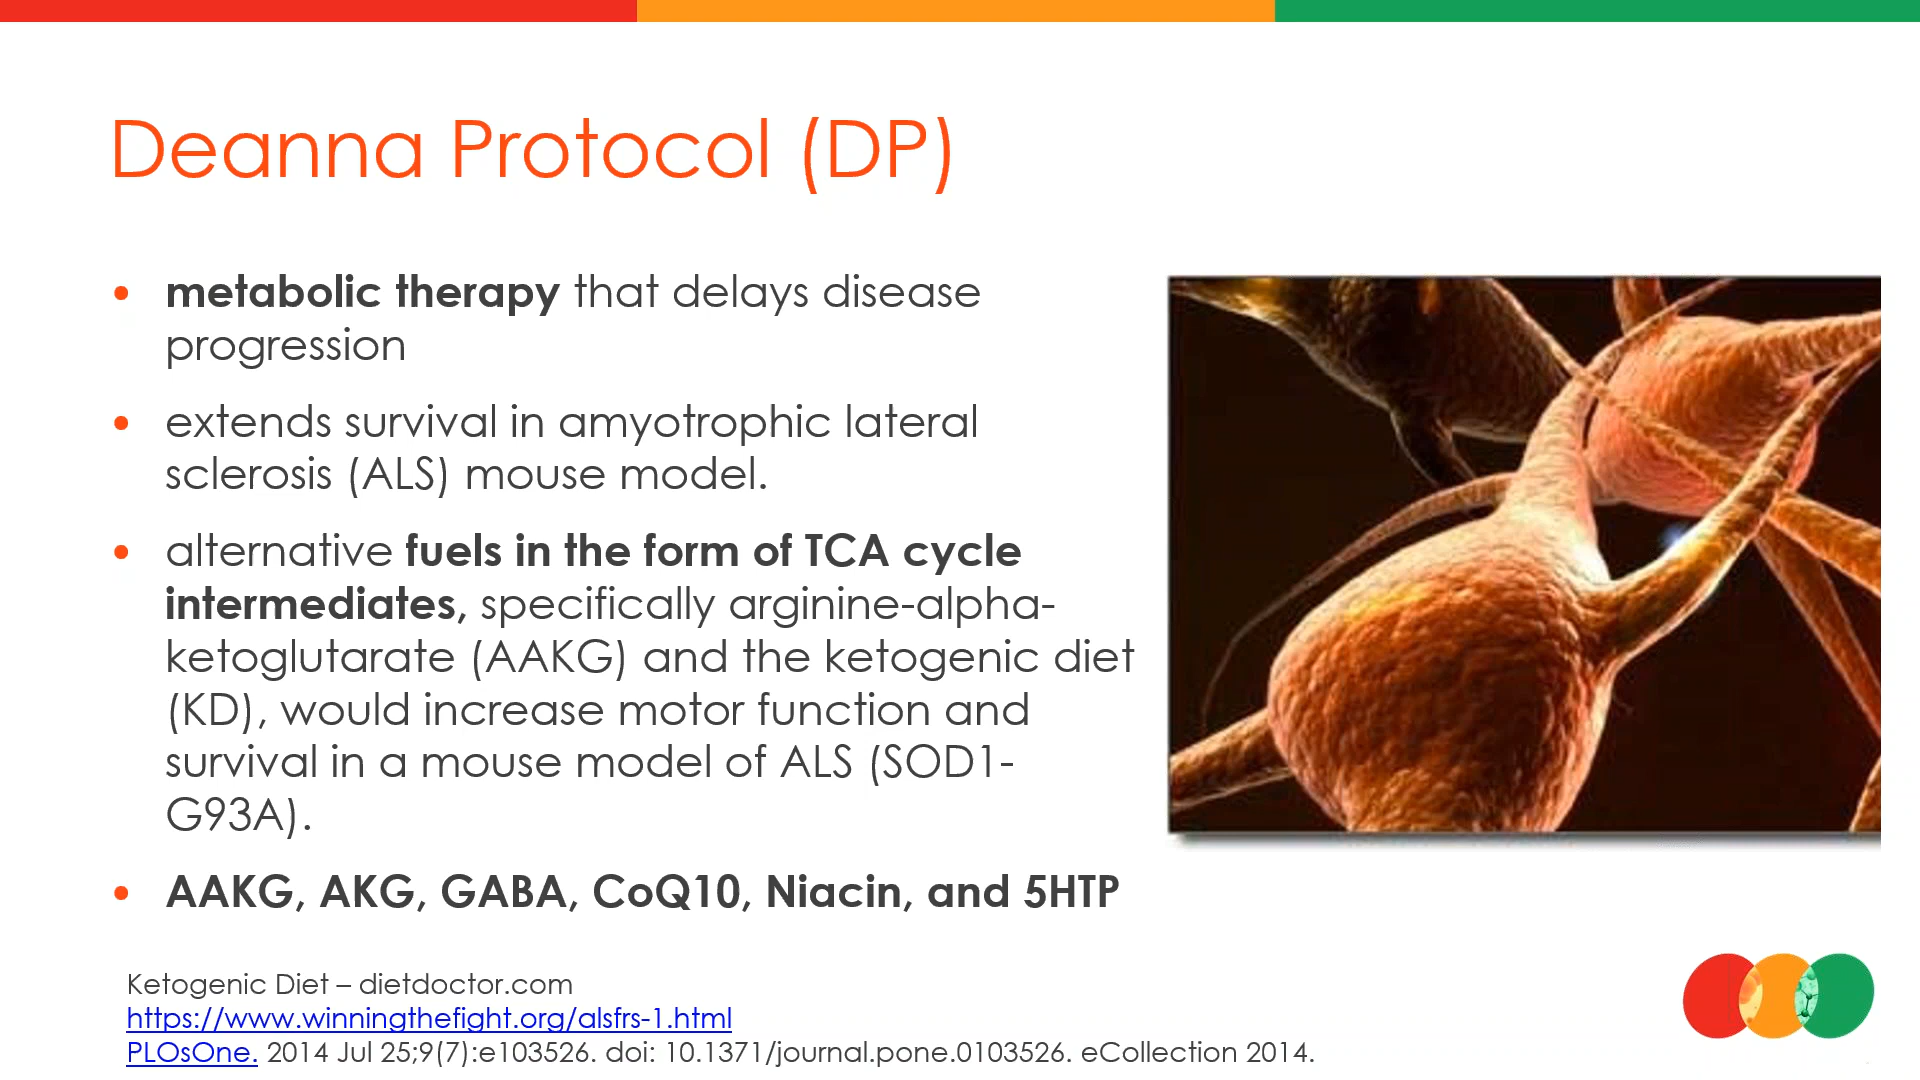 Deanna Protocol (DP)
• metabolic therapy that delays disease
progression
• extends survival in amyotrophic lateral
sclerosis (ALS) mouse model.
• alternative fuels in the form of TCA cycle
intermediates, specifically arginine-alpha-
ketoglutarate (AAKG) and the ketogenic diet
(KD), would increase motor function and
survival in a mouse model of ALS (SOD1-
G93A).
• AAKG, AKG, GABA, CoQ10, Niacin, and 5HTP
Ketogenic Diet – dietdoctor.com
https://www.winningthefight.org/alsfrs-1.html
PLOsOne. 2014 Jul 25;9(7):e103526. doi: 10.1371/journal.pone.0103526. eCollection 2014.